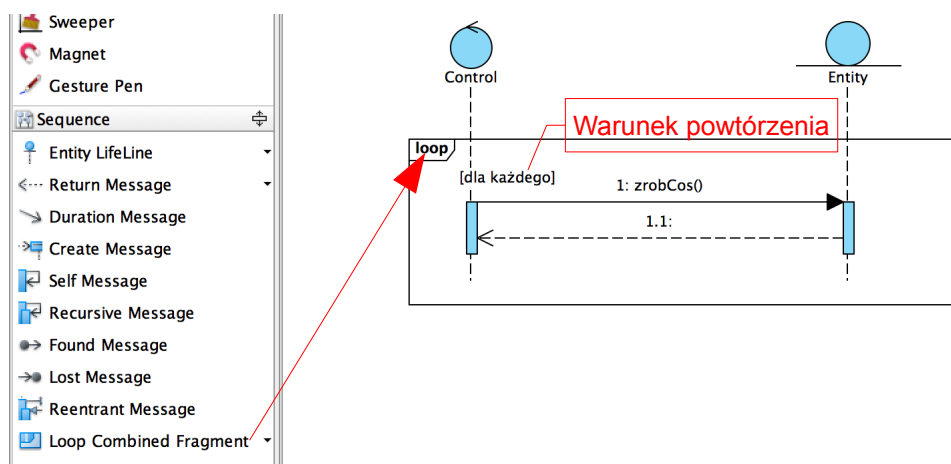 Sweeper
Magnet
Gesture Pen
Sequence
Entity LifeLine
Return Message
Duration Message
Create Message
Self Message
Recursive Message
Found Message
Lost Message
Reentrant Message
Loop Combined Fragment
Control
Entity
Warunek powtórzenia
loop
[dla każdego]
1: zrobCos()
1.1: